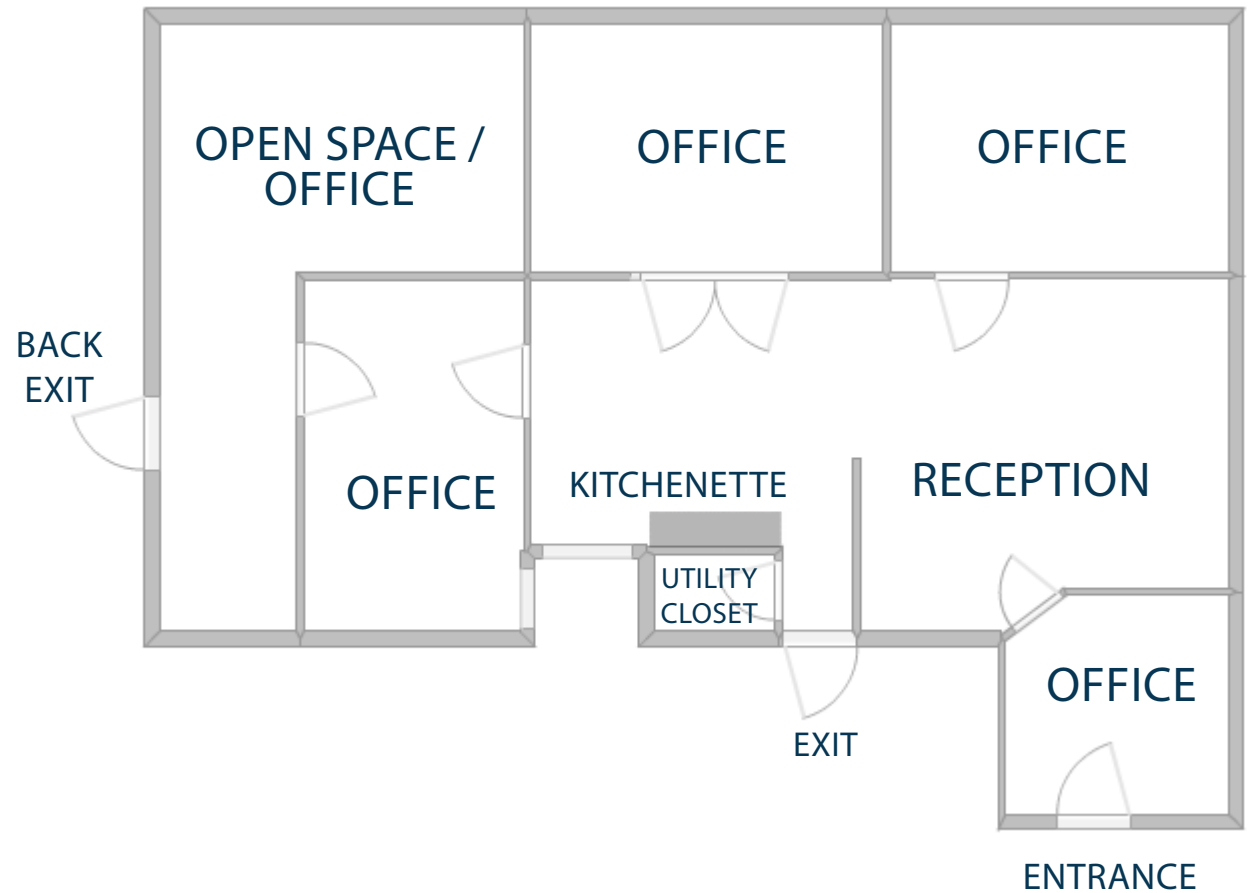 OPEN SPACE /
OFFICE
OFFICE
OFFICE
BACK
EXIT
OFFICE
KITCHENETTE
RECEPTION
UTILITY
CLOSET
OFFICE
EXIT
ENTRANCE